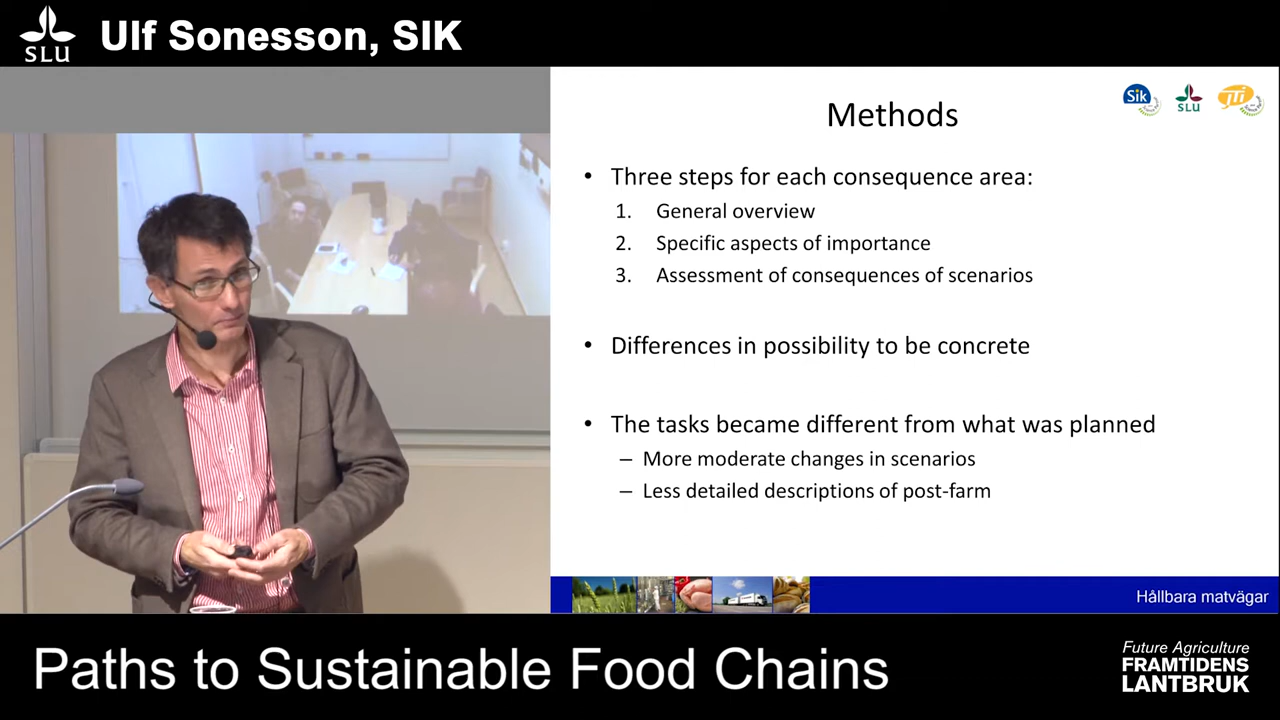 SLU
Ulf Sonesson, SIK
Methods
Sik
SLU
JTI
• Three steps for each consequence area:
1. General overview
2. Specific aspects of importance
3. Assessment of consequences of scenarios
• Differences in possibility to be concrete
• The tasks became different from what was planned
– More moderate changes in scenarios
– Less detailed descriptions of post-farm
Hållbara matvägar
Paths to Sustainable Food Chains
Future Agriculture
FRAMTIDENS
LANTBRUK